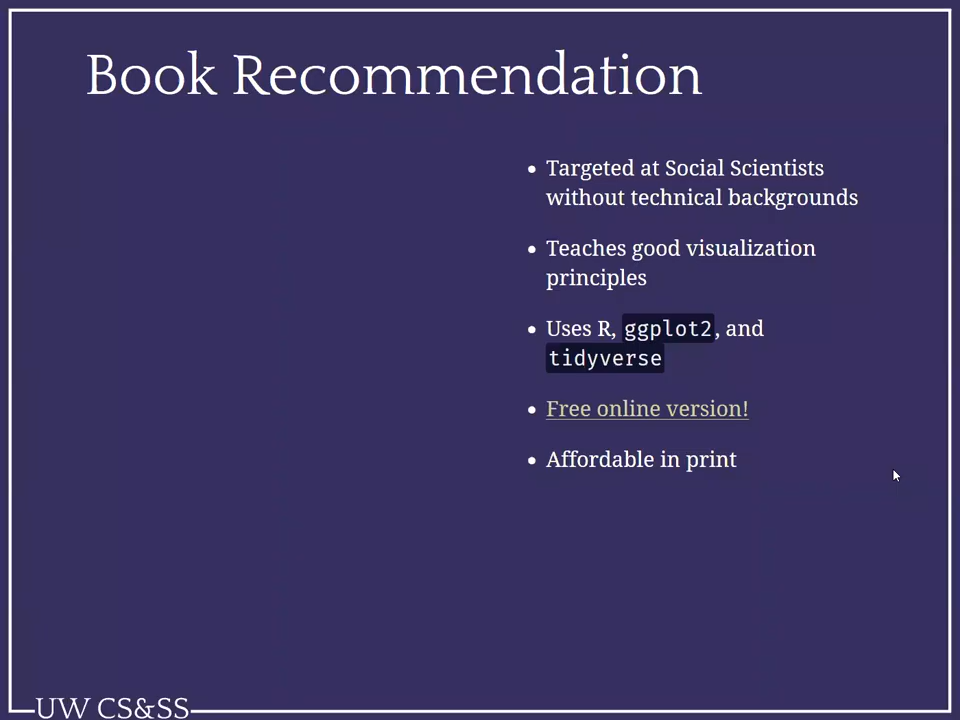 Book Recommendation
Targeted at Social Scientists
without technical backgrounds
Teaches good visualization
principles
Uses R, ggplot2, and
tidyverse
Free online version!
Affordable in print
UW CS&SS